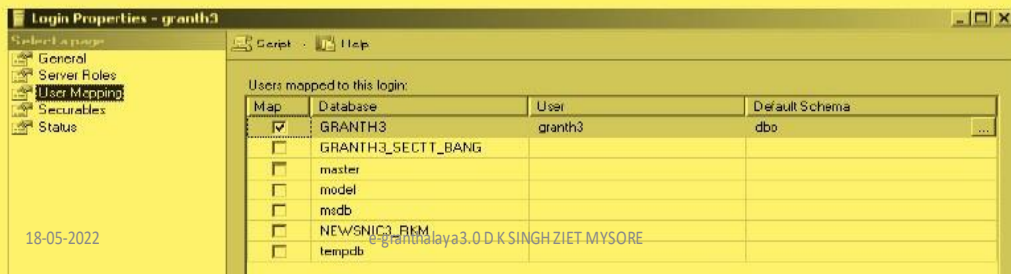 Login Properties - granth3
Select a page
General
Server Roles
User Mapping
Securables
Status
Script
Help
Users mapped to this login:
Map Database User Default Schema
GRANTH3 granth3 dbo ...
GRANTH3_SECTT_BANG
master
model
msdb
NEWSNIC3_RKM
tempdb
18-05-2022
e-granthalaya3.0 D K SINGH ZIET MYSORE